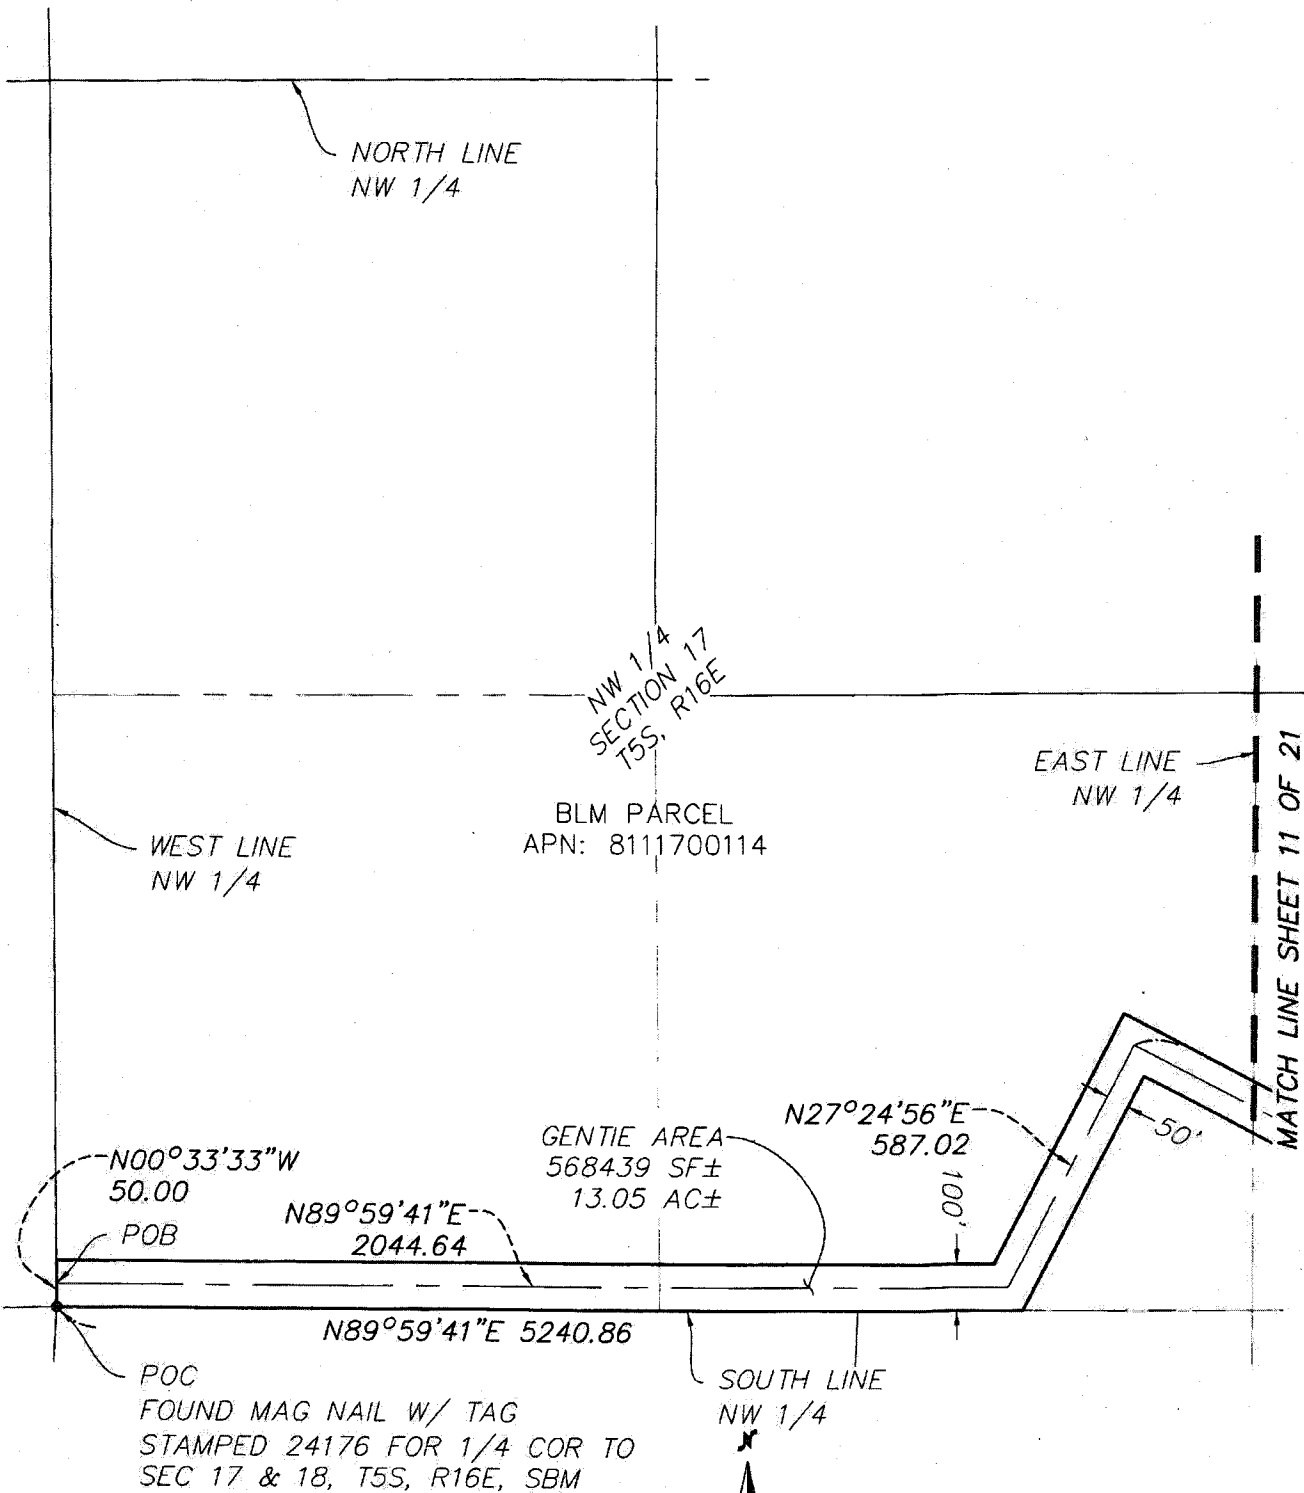 NORTH LINE
NW 1/4
NW 1/4
SECTION 17
T5S, R16E
EAST LINE
NW 1/4
MATCH LINE SHEET 11 OF 21
BLM PARCEL
APN: 8111700114
WEST LINE
NW 1/4
N27°24'56"E
587.02
50'
GENTIE AREA
568439 SF±
13.05 AC±
100'
N00°33'33"W
50.00
POB
N89°59'41"E
2044.64
N89°59'41"E 5240.86
POC
FOUND MAG NAIL W/ TAG
STAMPED 24176 FOR 1/4 COR TO
SEC 17 & 18, T5S, R16E, SBM
SOUTH LINE
NW 1/4
N